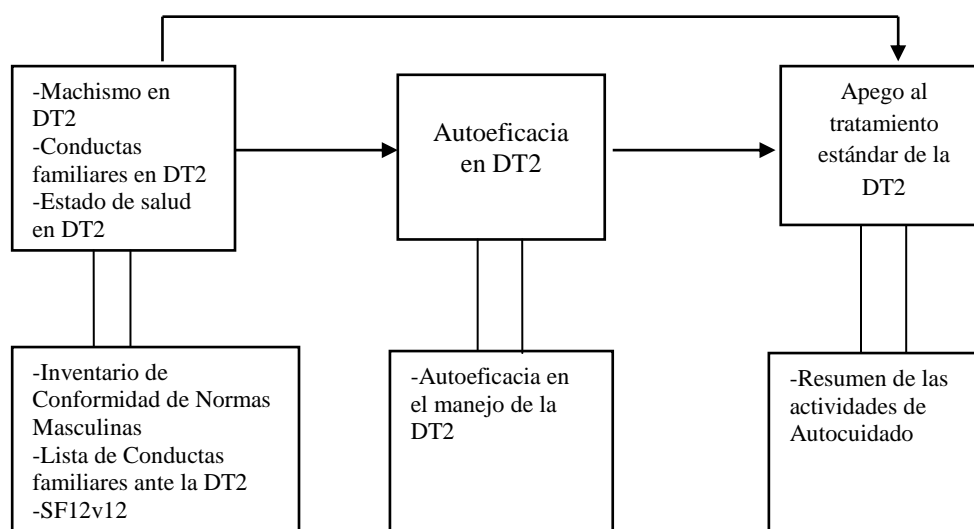 -Machismo en
DT2
-Conductas
familiares en DT2
-Estado de salud
en DT2
Autoeficacia
en DT2
Apego al
tratamiento
estándar de la
DT2
-Inventario de
Conformidad de Normas
Masculinas
-Lista de Conductas
familiares ante la DT2
-SF12v12
-Autoeficacia en
el manejo de la
DT2
-Resumen de las
actividades de
Autocuidado